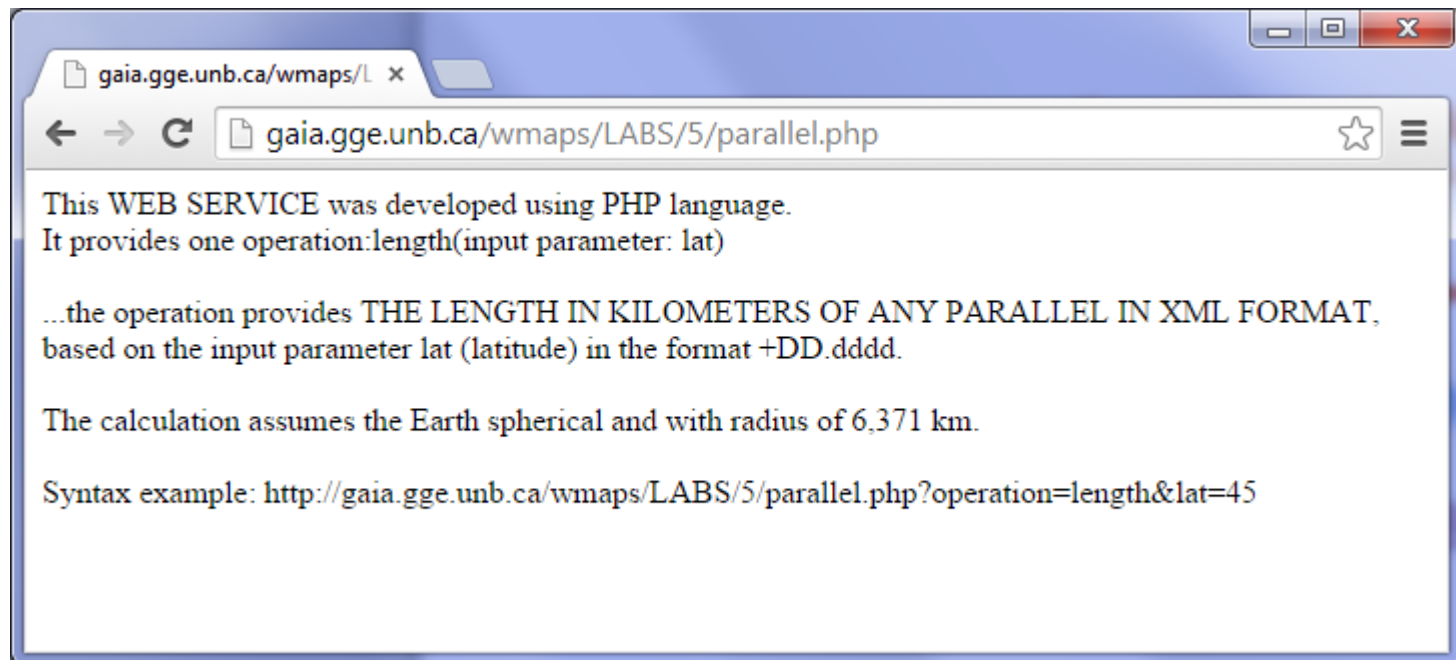 gaia.gge.unb.ca/wmaps/L
gaia.gge.unb.ca/wmaps/LABS/5/parallel.php
This WEB SERVICE was developed using PHP language.
It provides one operation:length(input parameter: lat)
...the operation provides THE LENGTH IN KILOMETERS OF ANY PARALLEL IN XML FORMAT,
based on the input parameter lat (latitude) in the format +DD.dddd.
The calculation assumes the Earth spherical and with radius of 6,371 km.
Syntax example: http://gaia.gge.unb.ca/wmaps/LABS/5/parallel.php?operation=length&lat=45